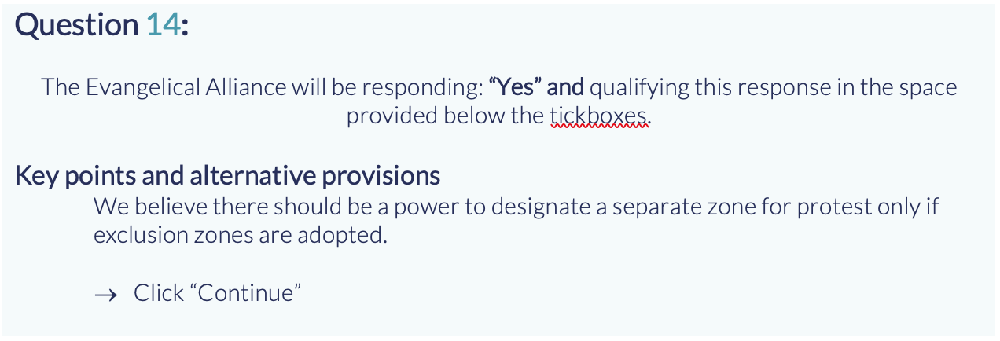 Question 14:
The Evangelical Alliance will be responding: “Yes” and qualifying this response in the space
provided below the tickboxes.
Key points and alternative provisions
We believe there should be a power to designate a separate zone for protest only if
exclusion zones are adopted.
→ Click “Continue”